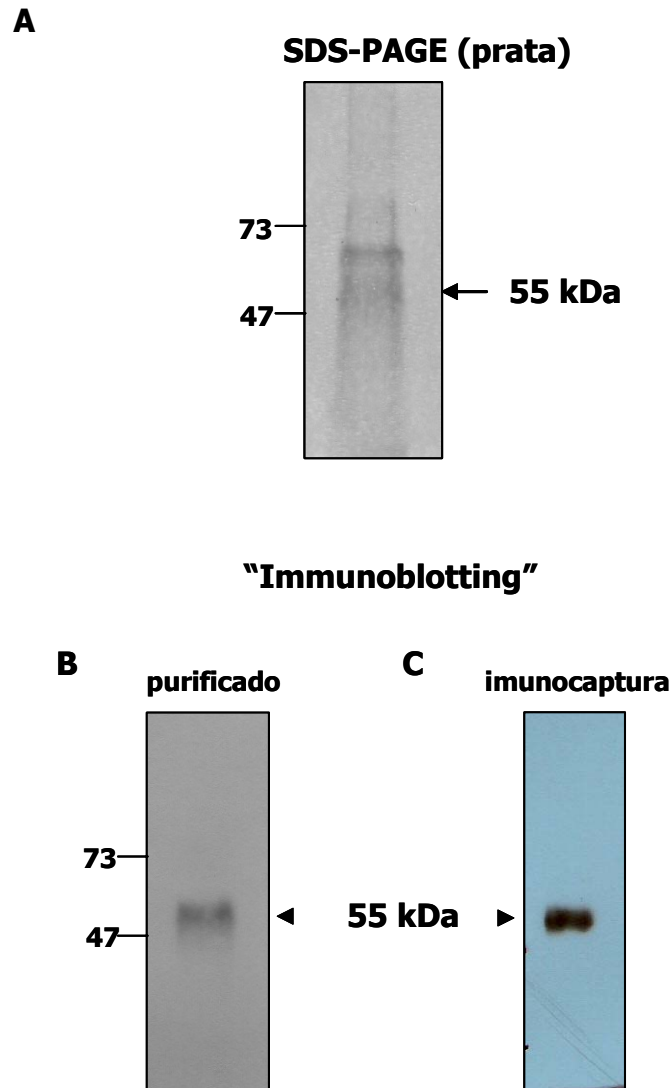 A
SDS-PAGE (prata)
73
55 kDa
47
“Immunoblotting”
B
C
purificado
imunocaptura
73
55 kDa
47